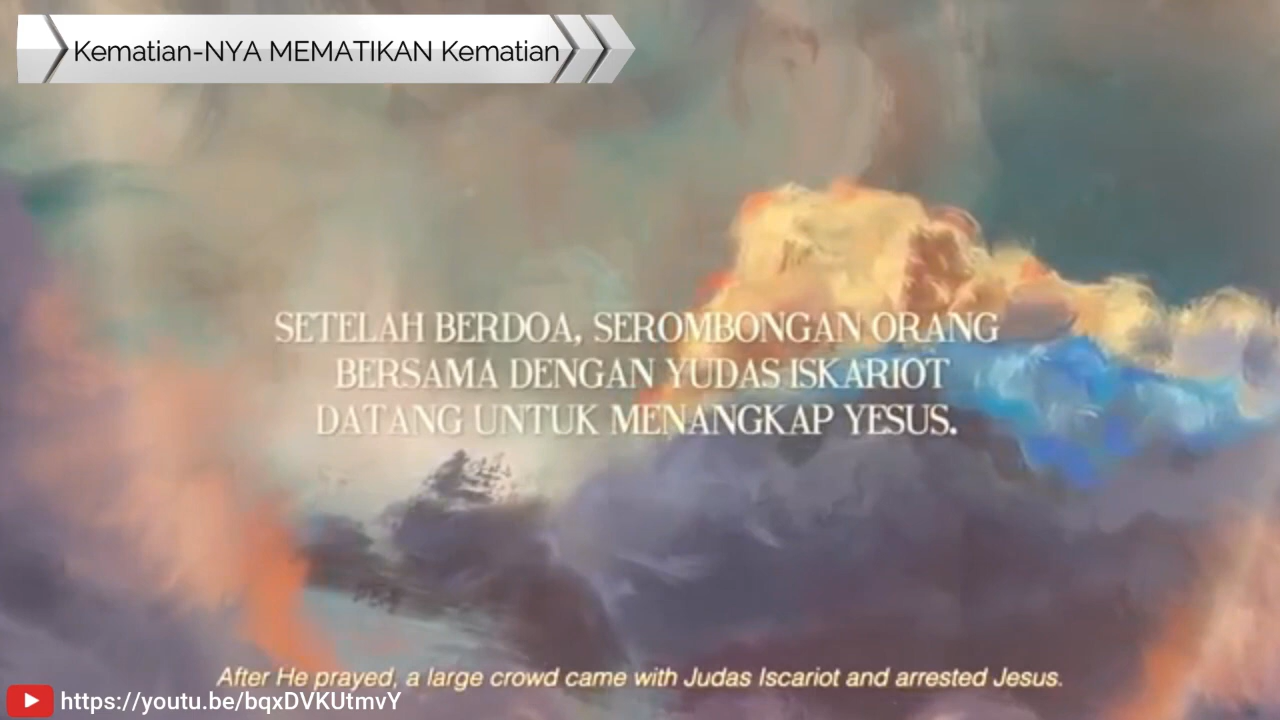 Kematian-NYA MEMATIKAN Kematian
SETELAH BERDOA, SEROMBONGAN ORANG
BERSAMA DENGAN YUDAS ISKARIOT
DATANG UNTUK MENANGKAP YESUS.
After He prayed, a large crowd came with Judas Iscariot and arrested Jesus.
https://youtu.be/bqxDVKUtmvY